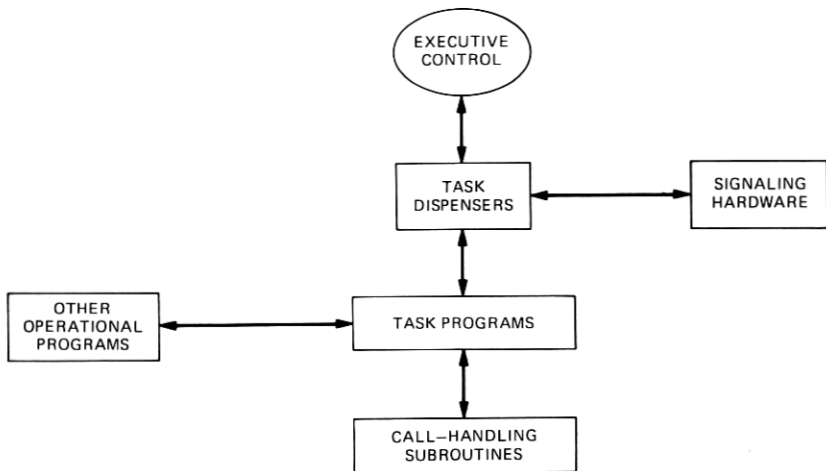 EXECUTIVE
CONTROL
TASK
DISPENSERS
SIGNALING
HARDWARE
OTHER
OPERATIONAL
PROGRAMS
TASK PROGRAMS
CALL–HANDLING
SUBROUTINES